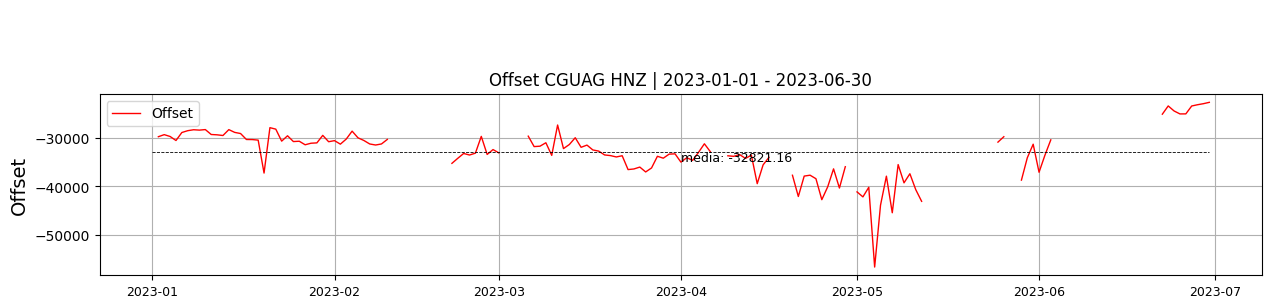 Offset CGUAG HNZ | 2023-01-01 - 2023-06-30
Offset
−30000
−40000
−50000
Offset
média: -32821.16
2023-01
2023-02
2023-03
2023-04
2023-05
2023-06
2023-07